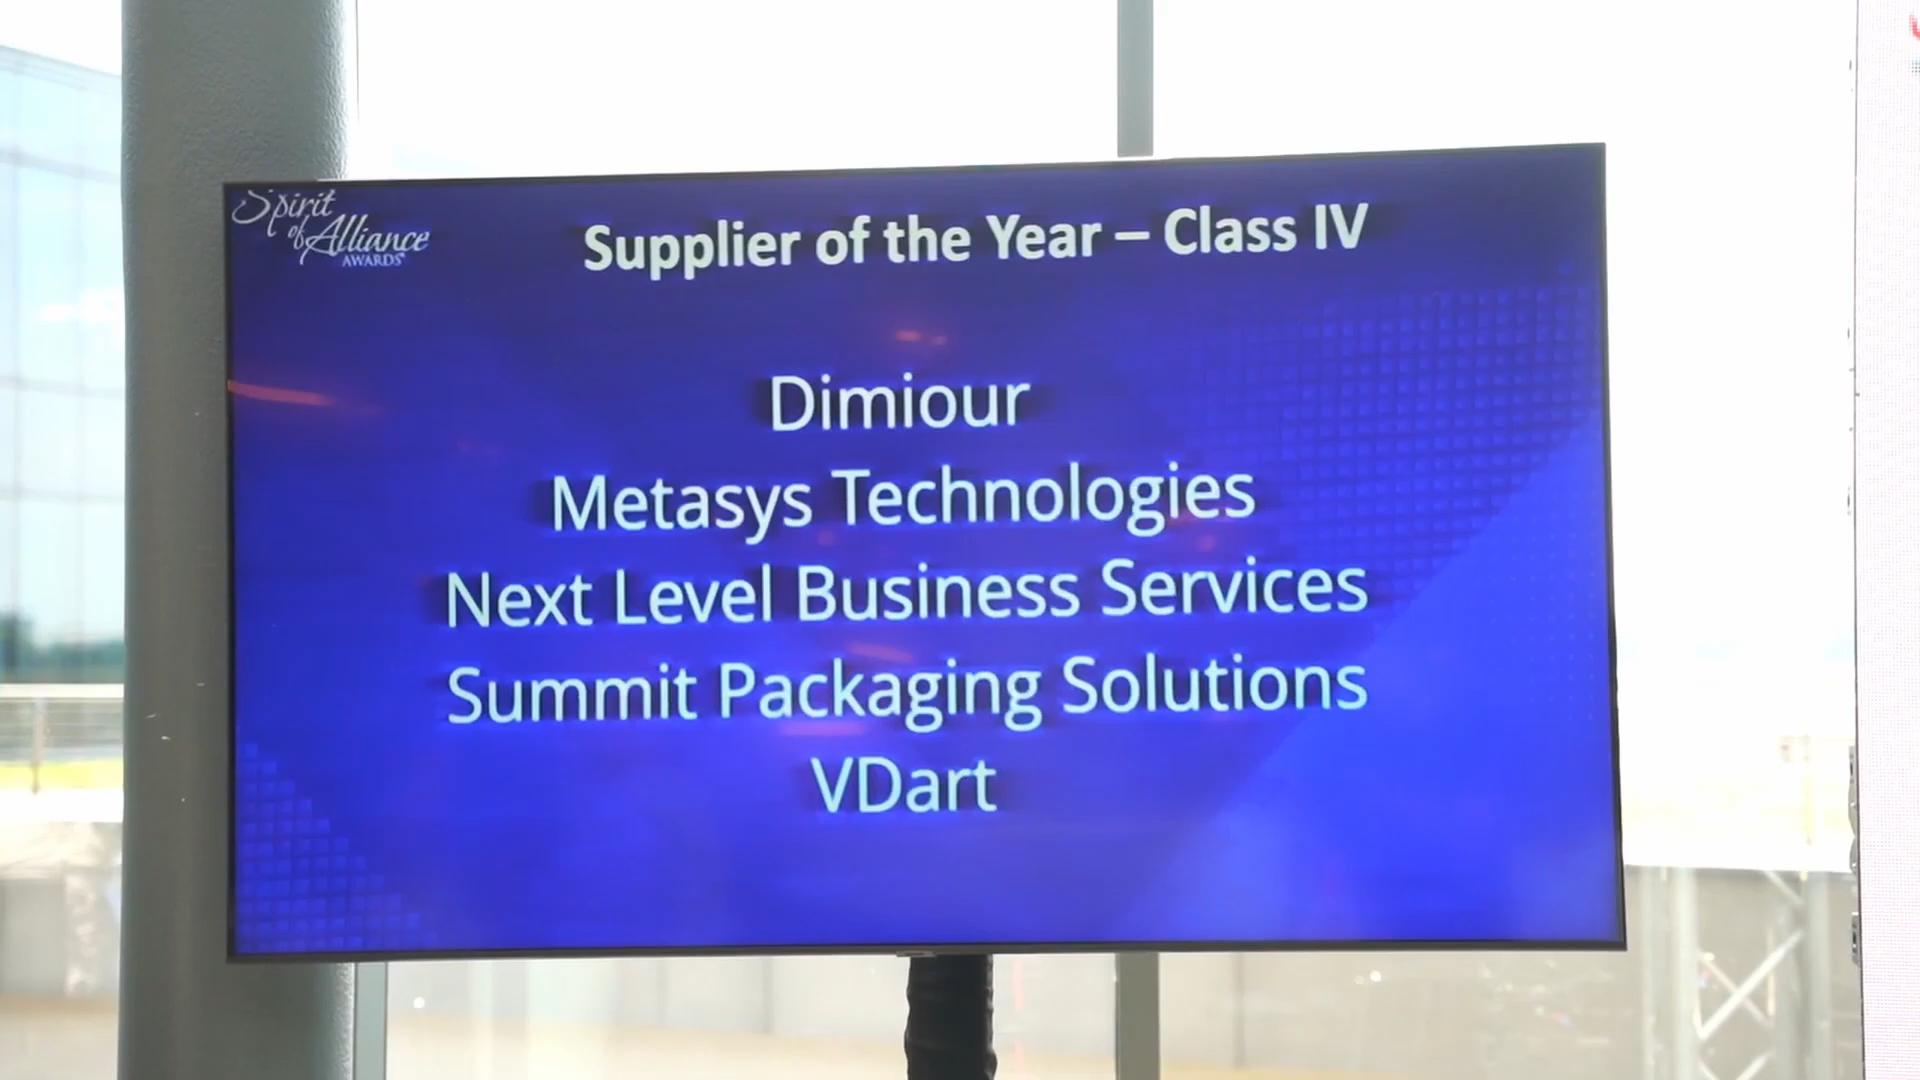 Spirit
of Alliance
AWARDS
Supplier of the Year – Class IV
Dimiour
Metasys Technologies
Next Level Business Services
Summit Packaging Solutions
VDart